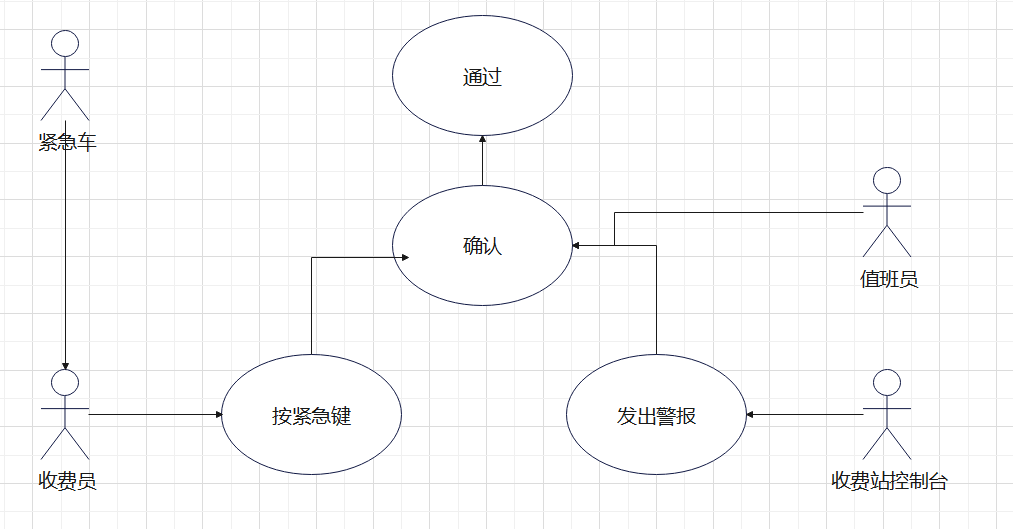 通过
紧急车
确认
值班员
按紧急键
发出警报
收费员
收费站控制台